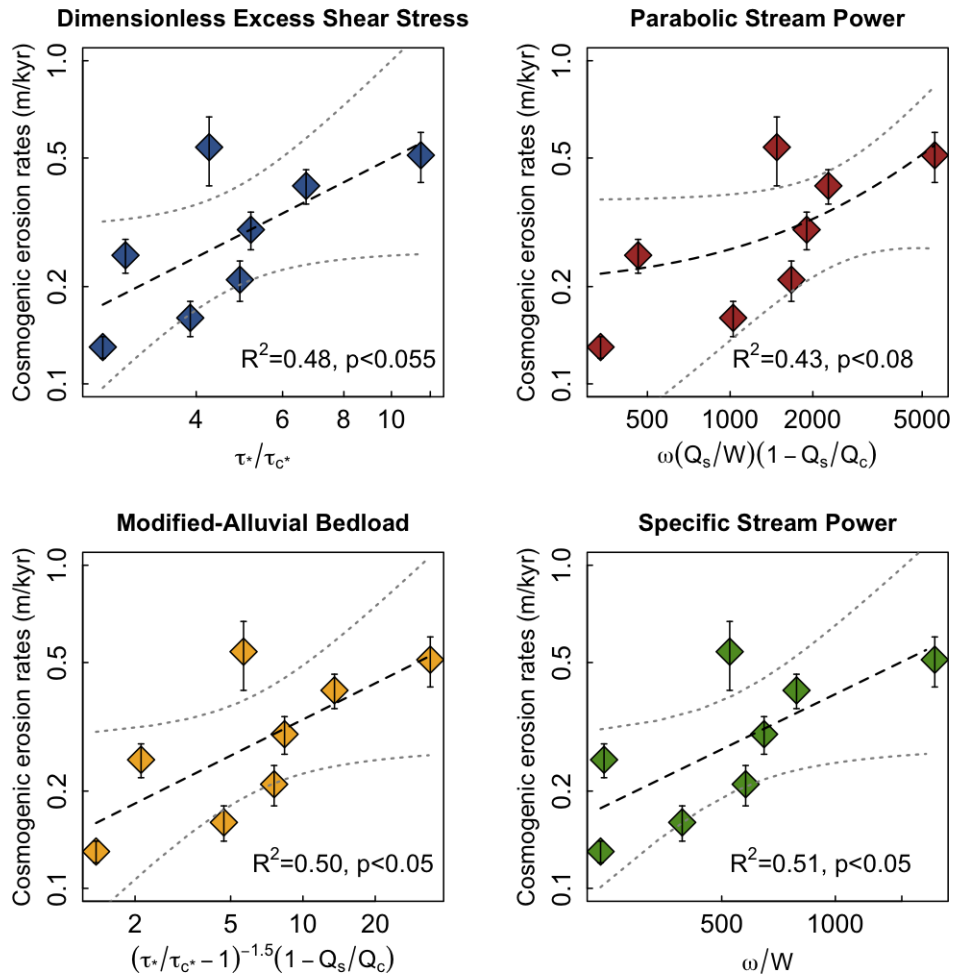 Dimensionless Excess Shear Stress
Cosmogenic erosion rates (m/kyr)
1.0
0.5
0.2
0.1
R²=0.48, p<0.055
4 6 8 10
τ*/τc*
Parabolic Stream Power
Cosmogenic erosion rates (m/kyr)
1.0
0.5
0.2
0.1
R²=0.43, p<0.08
500 1000 2000 5000
ω(Qs/W)(1−Qs/Qc)
Modified-Alluvial Bedload
Cosmogenic erosion rates (m/kyr)
1.0
0.5
0.2
0.1
R²=0.50, p<0.05
2 5 10 20
(τ*/τc*−1)⁻¹·⁵(1−Qs/Qc)
Specific Stream Power
Cosmogenic erosion rates (m/kyr)
1.0
0.5
0.2
0.1
R²=0.51, p<0.05
500 1000
ω/W